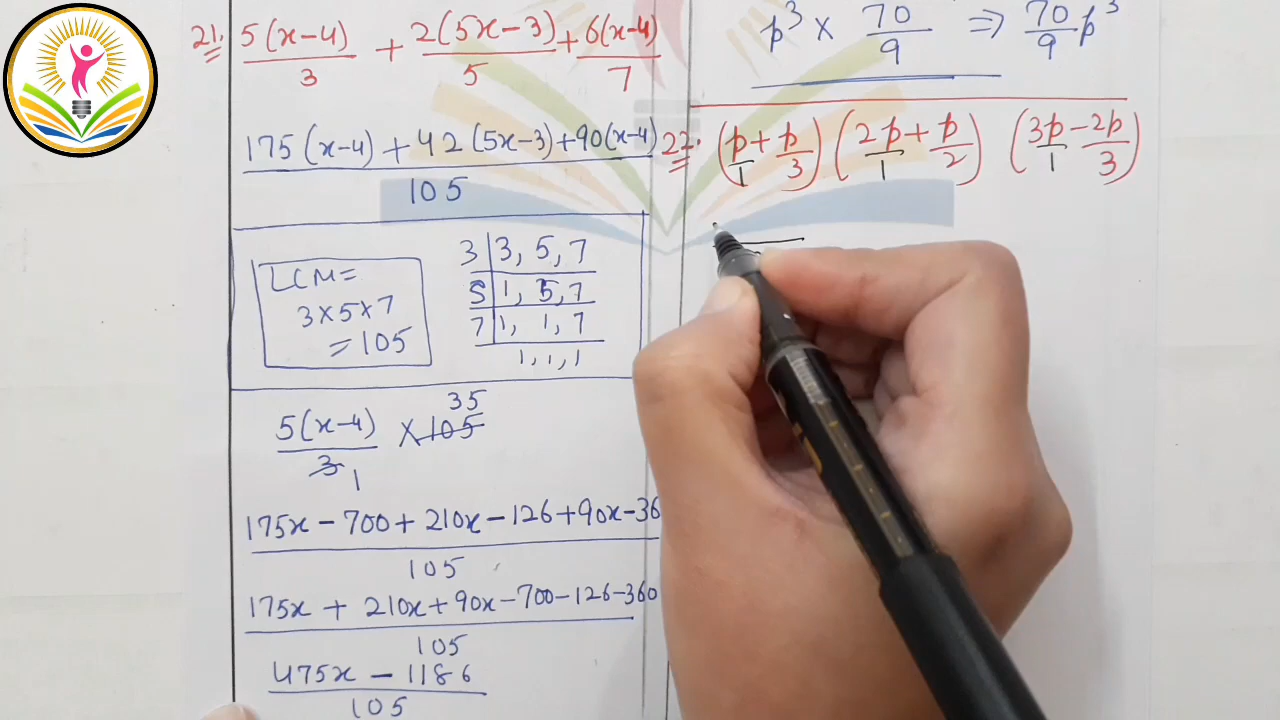 21. 5(x-4)/3 + 2(5x-3)/5 + 6(x-4)/7
175(x-4) + 42(5x-3) + 90(x-4)
105
LCM =
3×5×7
= 105
3 | 3, 5, 7
5 | 1, 5, 7
7 | 1, 1, 7
1, 1, 1
5(x-4)/3 × 105
35
1
175x - 700 + 210x - 126 + 90x - 36
105
175x + 210x + 90x - 700 - 126 - 360
105
475x - 1186
105
p³ × 70/9 ⇒ 70/9 p³
22. (p/1 + p/3) (2p/1 + p/2) (3p/1 - 2p/3)